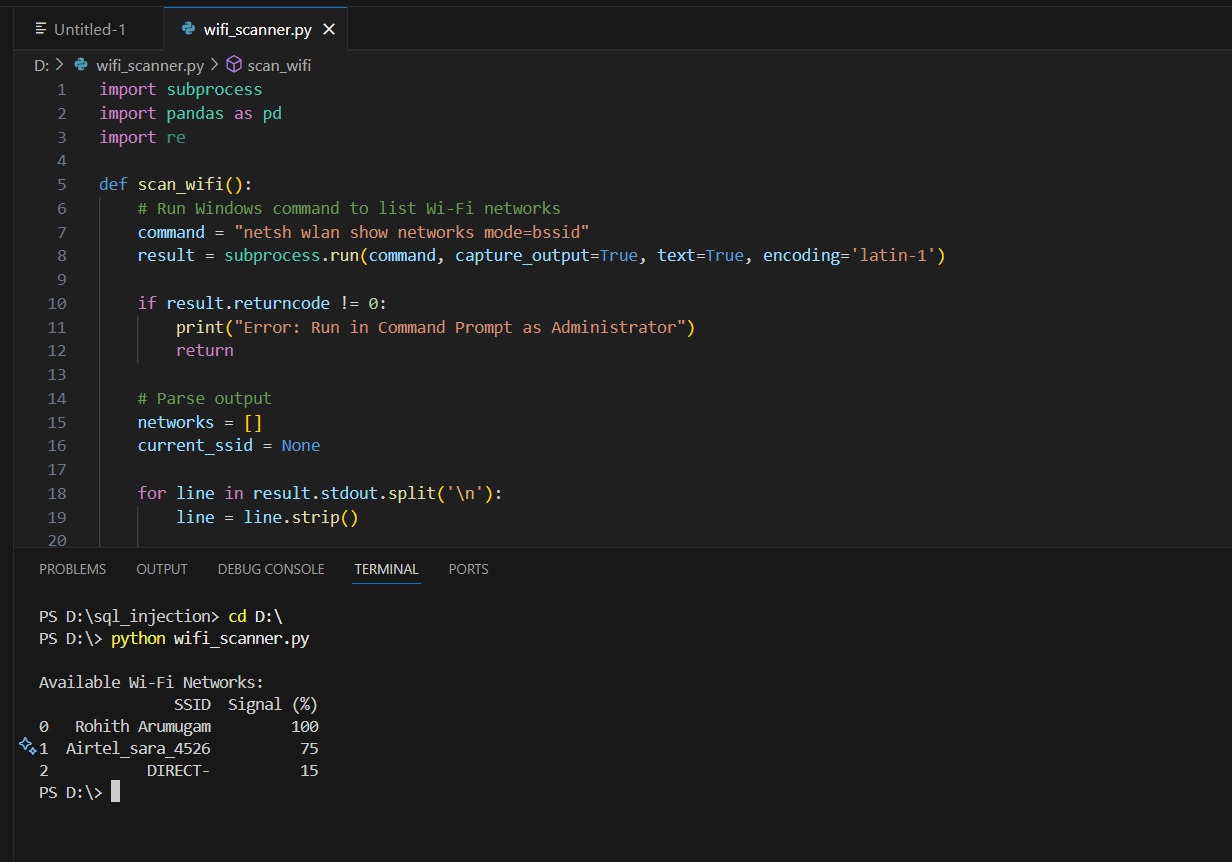 Untitled-1 wifi_scanner.py
D: > wifi_scanner.py > scan_wifi
1 import subprocess
2 import pandas as pd
3 import re
4
5 def scan_wifi():
6     # Run Windows command to list Wi-Fi networks
7     command = "netsh wlan show networks mode=bssid"
8     result = subprocess.run(command, capture_output=True, text=True, encoding='latin-1')
9
10     if result.returncode != 0:
11         print("Error: Run in Command Prompt as Administrator")
12         return
13
14     # Parse output
15     networks = []
16     current_ssid = None
17
18     for line in result.stdout.split('\n'):
19         line = line.strip()
20
PROBLEMS OUTPUT DEBUG CONSOLE TERMINAL PORTS
PS D:\sql_injection> cd D:\
PS D:\> python wifi_scanner.py
Available Wi-Fi Networks:
SSID Signal (%)
0 Rohith Arumugam 100
1 Airtel_sara_4526 75
2 DIRECT- 15
PS D:\>